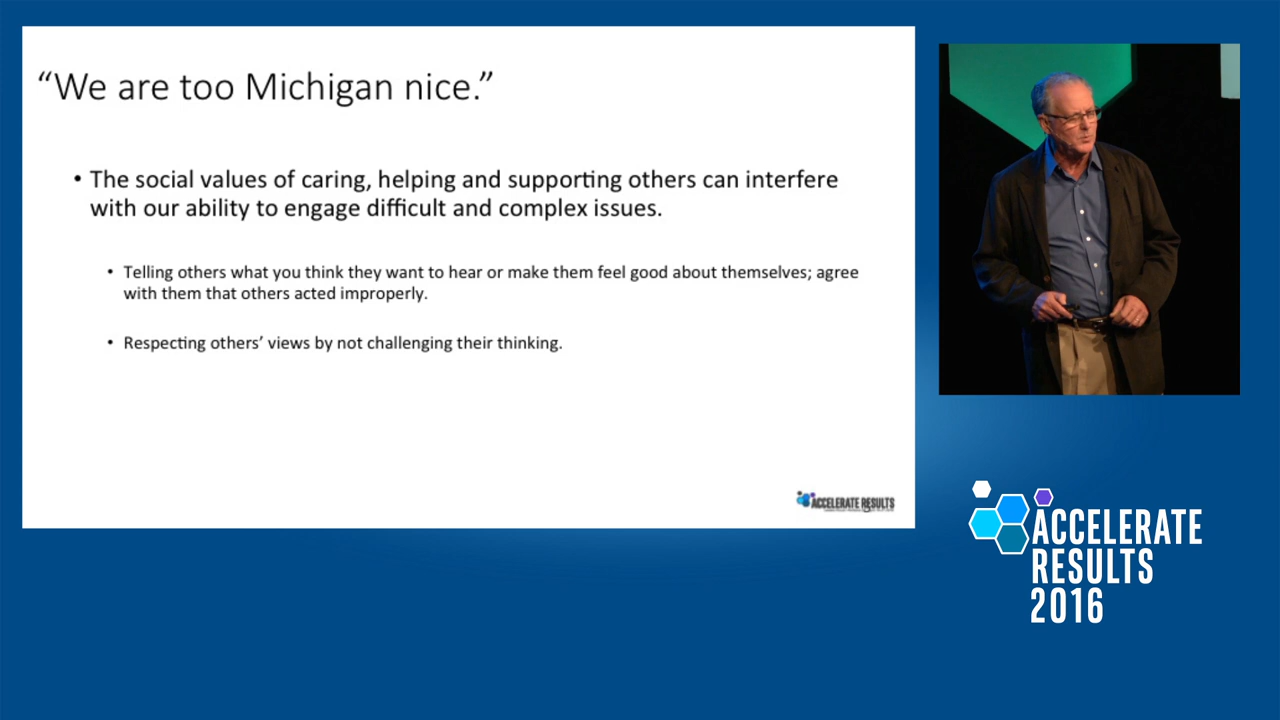 “We are too Michigan nice.”
• The social values of caring, helping and supporting others can interfere
with our ability to engage difficult and complex issues.
• Telling others what you think they want to hear or make them feel good about themselves; agree
with them that others acted improperly.
• Respecting others’ views by not challenging their thinking.
ACCELERATE RESULTS
ACCELERATE
RESULTS
2016